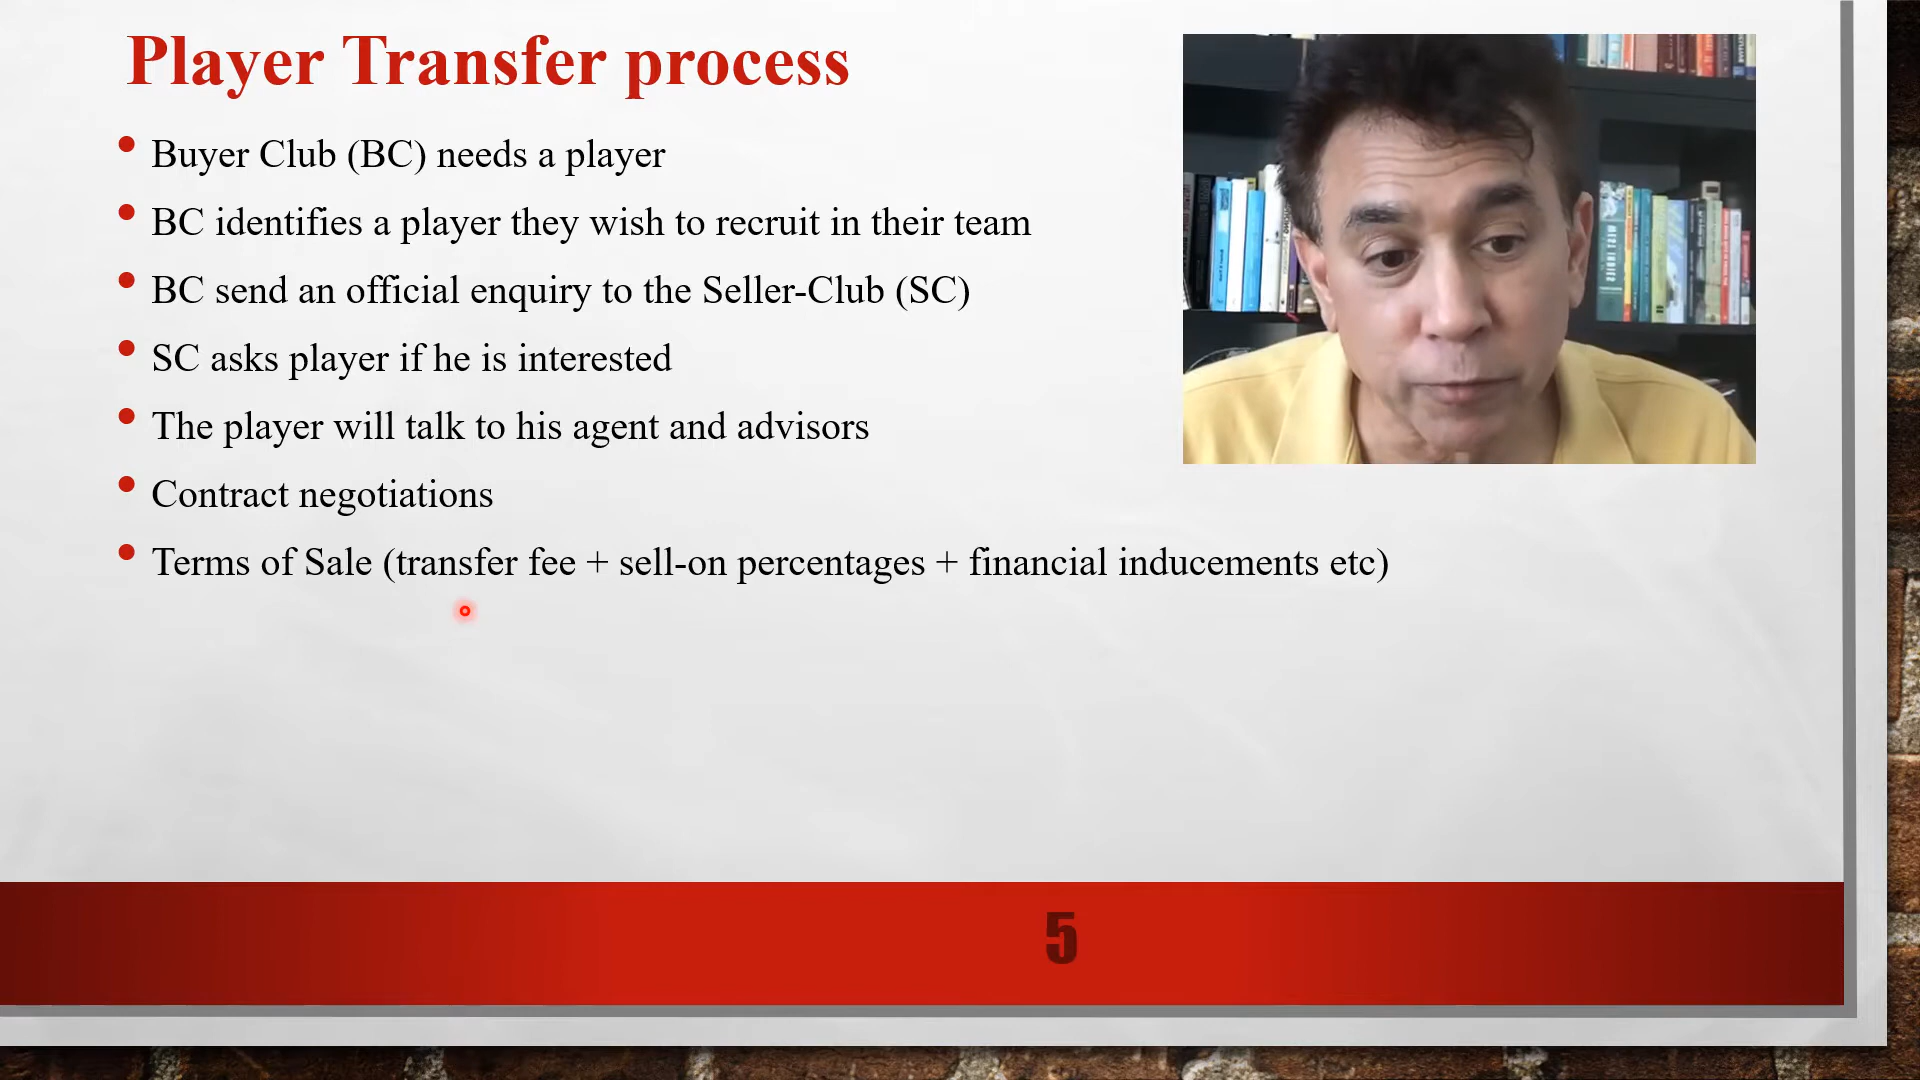 Player Transfer process
Buyer Club (BC) needs a player
BC identifies a player they wish to recruit in their team
BC send an official enquiry to the Seller-Club (SC)
SC asks player if he is interested
The player will talk to his agent and advisors
Contract negotiations
Terms of Sale (transfer fee + sell-on percentages + financial inducements etc)
WEST INDIES
5